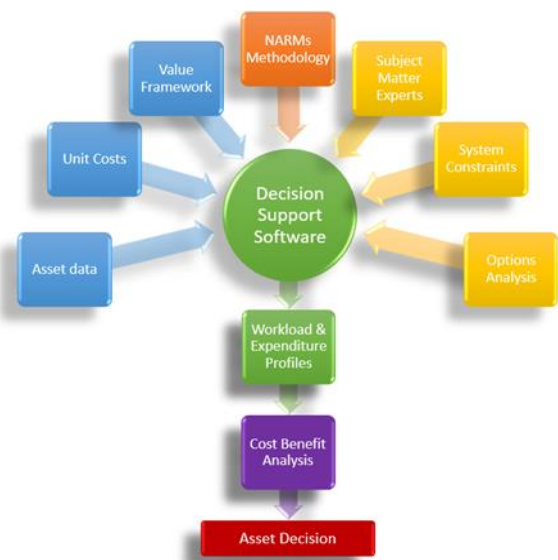 NARMs
Methodology
Value
Framework
Subject
Matter
Experts
Unit Costs
System
Constraints
Decision
Support
Software
Asset data
Options
Analysis
Workload &
Expenditure
Profiles
Cost Benefit
Analysis
Asset Decision